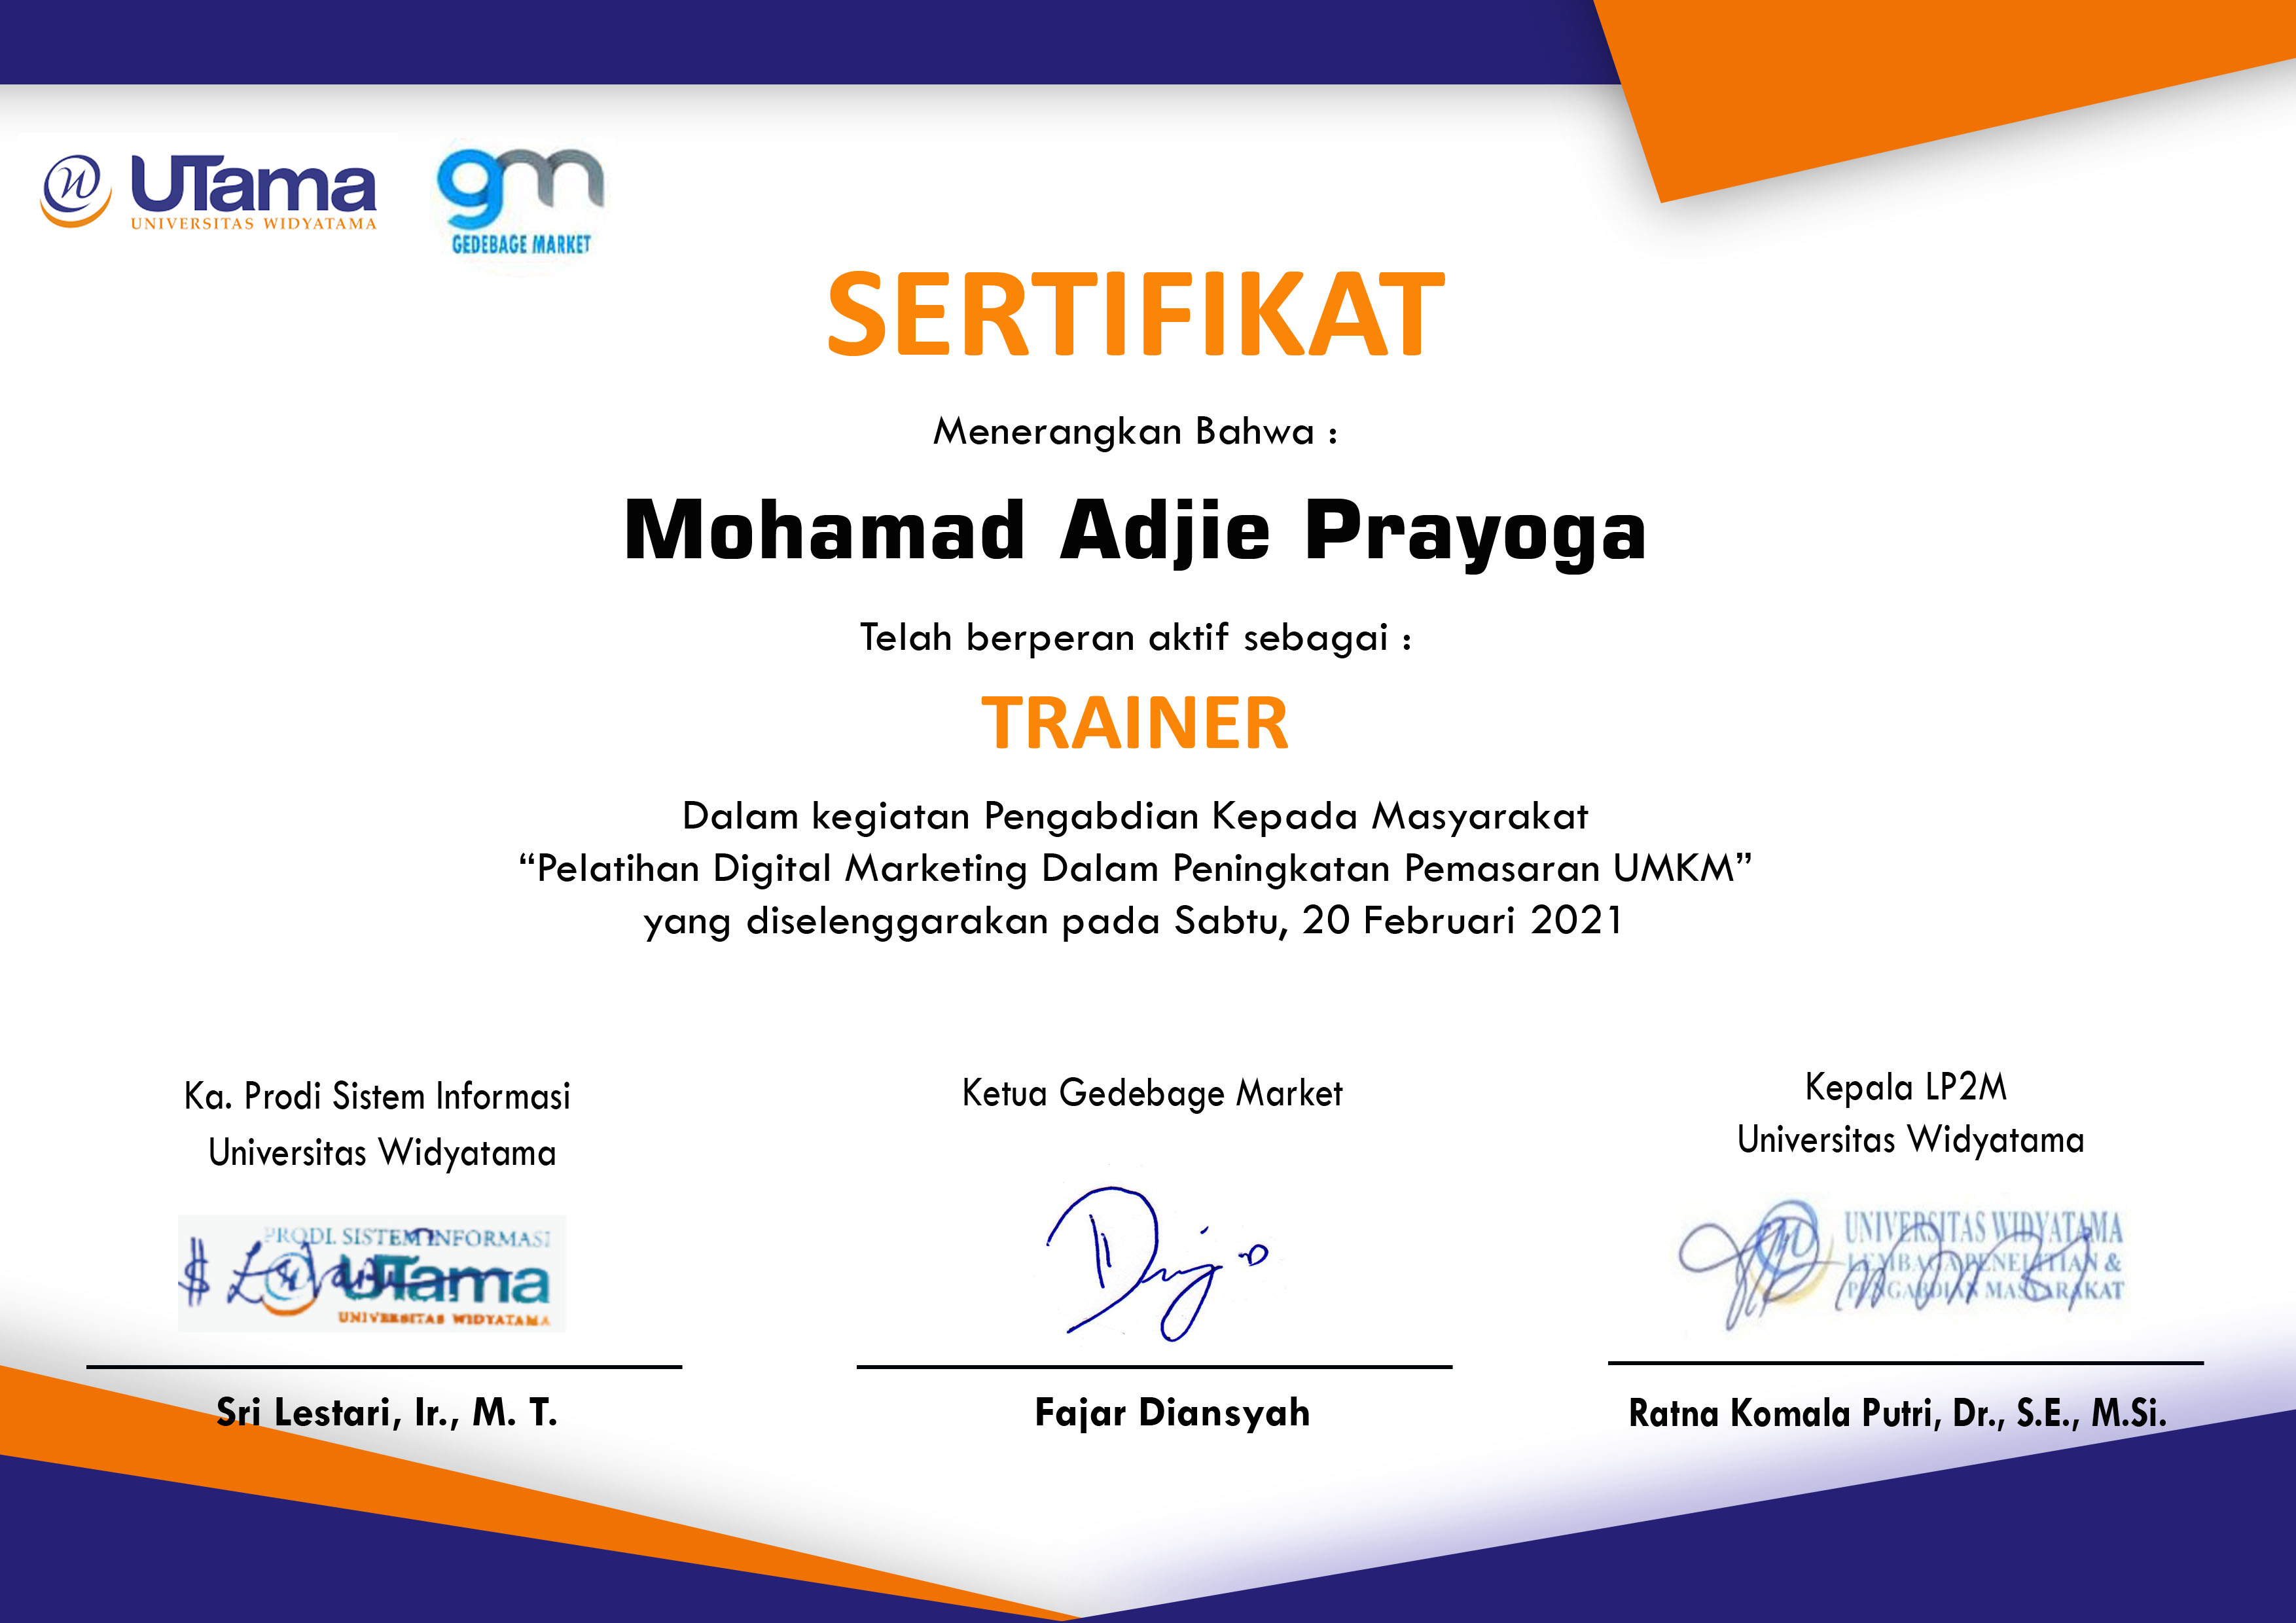 UTama
UNIVERSITAS WIDYATAMA
gm
GEDEBAGE MARKET
SERTIFIKAT
Menerangkan Bahwa :
Mohamad Adjie Prayoga
Telah berperan aktif sebagai :
TRAINER
Dalam kegiatan Pengabdian Kepada Masyarakat
“Pelatihan Digital Marketing Dalam Peningkatan Pemasaran UMKM”
yang diselenggarakan pada Sabtu, 20 Februari 2021
Ka. Prodi Sistem Informasi
Universitas Widyatama
PRODI. SISTEM INFORMASI
UTama
UNIVERSITAS WIDYATAMA
Sri Lestari, Ir., M. T.
Ketua Gedebage Market
Fajar Diansyah
Kepala LP2M
Universitas Widyatama
UNIVERSITAS WIDYATAMA
LEMBAGA PENELITIAN &
PENGABDIAN MASYARAKAT
Ratna Komala Putri, Dr., S.E., M.Si.